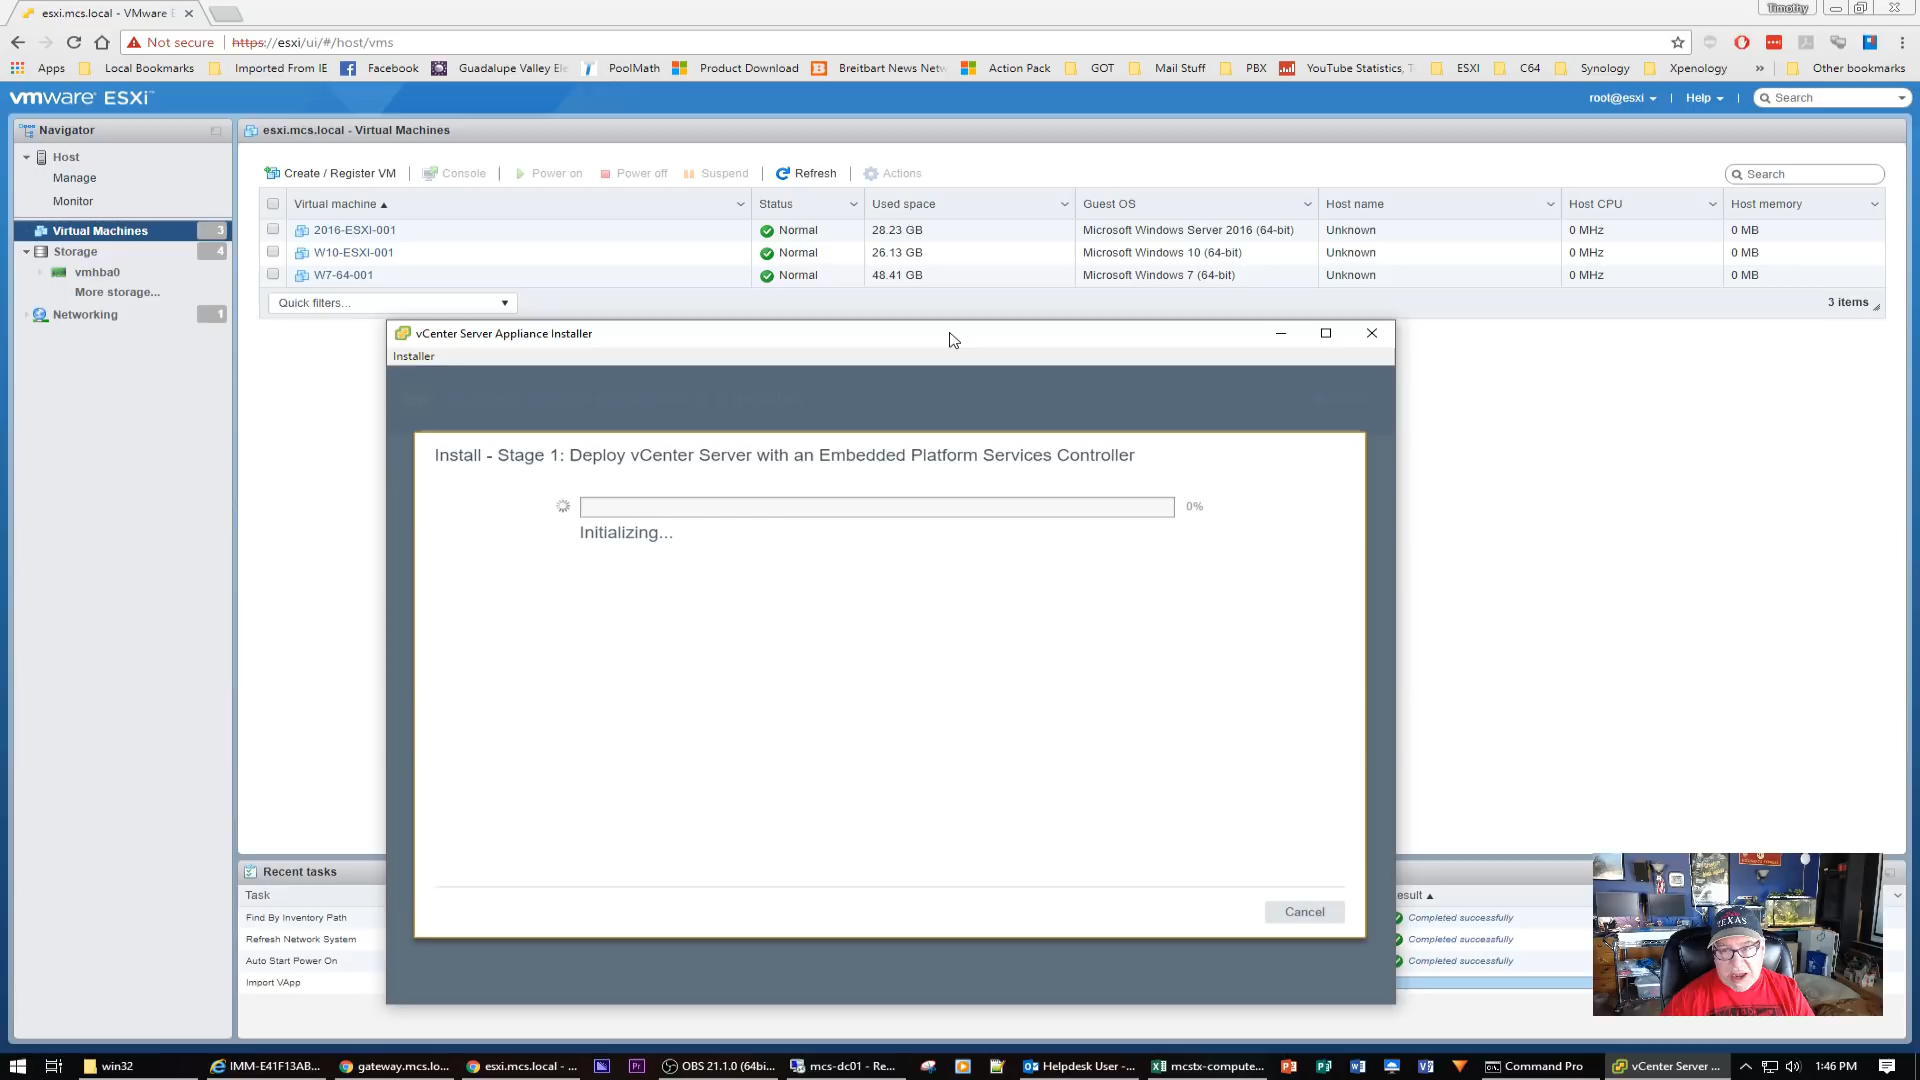 esxi.mcs.local - VMware E
Timothy
Not secure https://esxi/ui/#/host/vms
Apps Local Bookmarks Imported From IE Facebook Guadalupe Valley Ele PoolMath Product Download Breitbart News Netw Action Pack GOT Mail Stuff PBX YouTube Statistics, T ESXI C64 Synology Xpenology » Other bookmarks
vmware ESXi root@esxi Help Search
Navigator esxi.mcs.local - Virtual Machines
Host
Manage
Monitor
Virtual Machines 3
Storage 4
vmhba0
More storage...
Networking 1
Create / Register VM Console Power on Power off Suspend Refresh Actions Search
Virtual machine Status Used space Guest OS Host name Host CPU Host memory
2016-ESXI-001 Normal 28.23 GB Microsoft Windows Server 2016 (64-bit) Unknown 0 MHz 0 MB
W10-ESXI-001 Normal 26.13 GB Microsoft Windows 10 (64-bit) Unknown 0 MHz 0 MB
W7-64-001 Normal 48.41 GB Microsoft Windows 7 (64-bit) Unknown 0 MHz 0 MB
Quick filters... 3 items
vCenter Server Appliance Installer
Installer
Install - Stage 1: Deploy vCenter Server with an Embedded Platform Services Controller
0%
Initializing...
Cancel
Recent tasks
Task esult
Find By Inventory Path Completed successfully
Refresh Network System Completed successfully
Auto Start Power On Completed successfully
Import VApp
TEXAS
win32 IMM-E41F13AB... gateway.mcs.lo... esxi.mcs.local - ... OBS 21.1.0 (64bi... mcs-dc01 - Re... Helpdesk User -... mcstx-compute... Command Pro vCenter Server ... 1:46 PM